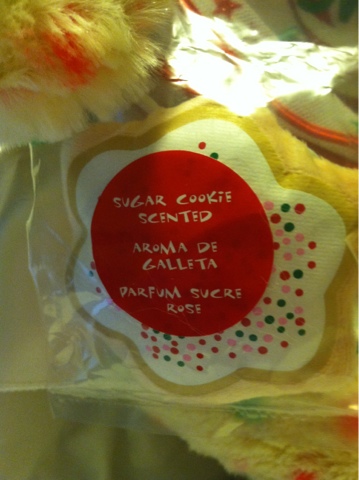 SUGAR COOKIE
SCENTED
AROMA DE
GALLETA
PARFUM SUCRE
ROSE